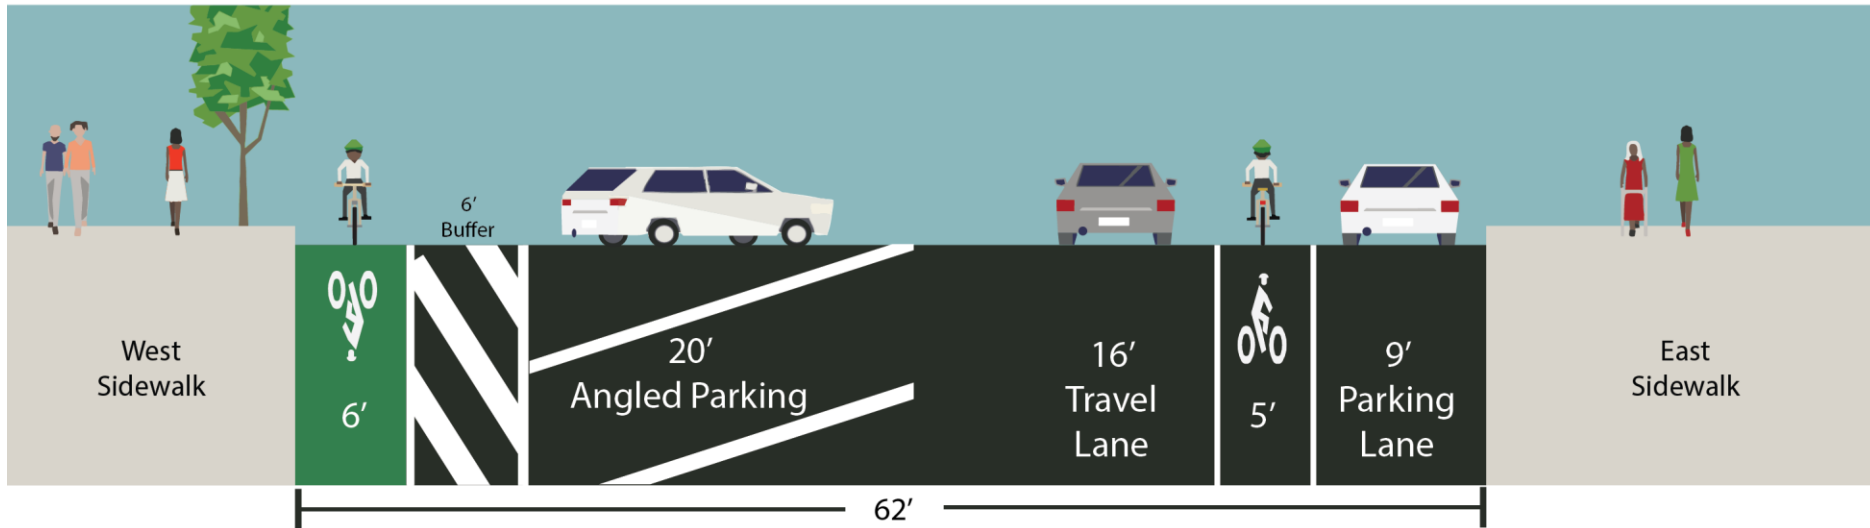 6’
Buffer
West
Sidewalk
6’
20’
Angled Parking
16’
Travel
Lane
5’
9’
Parking
Lane
East
Sidewalk
62’